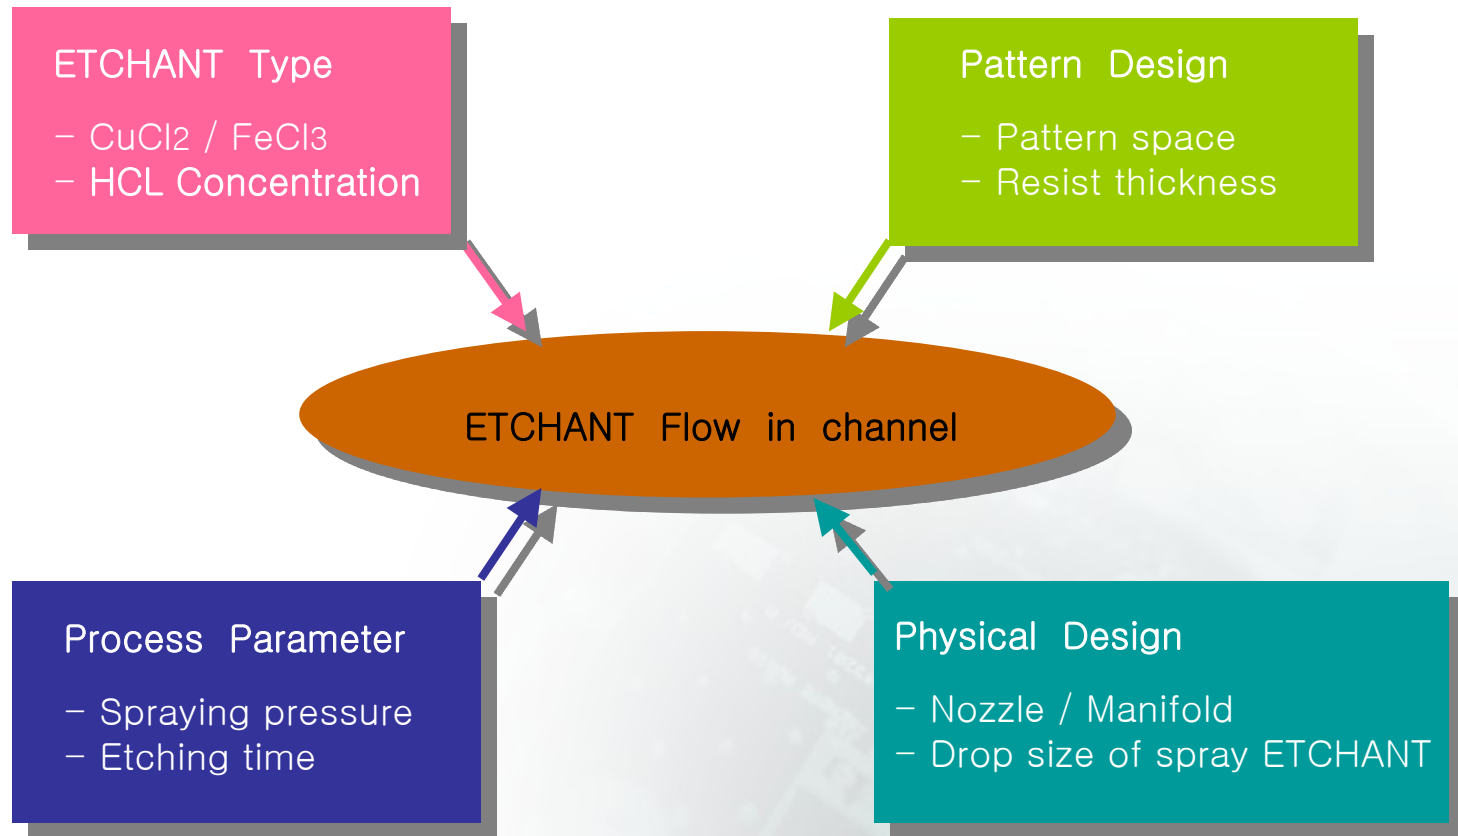 ETCHANT Type
- CuCl2 / FeCl3
- HCL Concentration
Pattern Design
- Pattern space
- Resist thickness
ETCHANT Flow in channel
Process Parameter
- Spraying pressure
- Etching time
Physical Design
- Nozzle / Manifold
- Drop size of spray ETCHANT